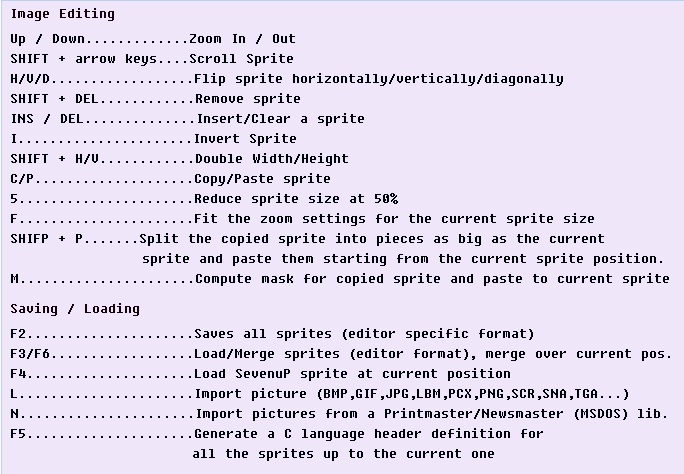 Image Editing
Up / Down.............Zoom In / Out
SHIFT + arrow keys....Scroll Sprite
H/V/D..................Flip sprite horizontally/vertically/diagonally
SHIFT + DEL............Remove sprite
INS / DEL..............Insert/Clear a sprite
I......................Invert Sprite
SHIFT + H/V............Double Width/Height
C/P....................Copy/Paste sprite
5......................Reduce sprite size at 50%
F......................Fit the zoom settings for the current sprite size
SHIFP + P.......Split the copied sprite into pieces as big as the current
sprite and paste them starting from the current sprite position.
M......................Compute mask for copied sprite and paste to current sprite
Saving / Loading
F2.....................Saves all sprites (editor specific format)
F3/F6..................Load/Merge sprites (editor format), merge over current pos.
F4.....................Load SevenuP sprite at current position
L......................Import picture (BMP,GIF,JPG,LBM,PCX,PNG,SCR,SNA,TGA...)
N......................Import pictures from a Printmaster/Newsmaster (MSDOS) lib.
F5.....................Generate a C language header definition for
all the sprites up to the current one